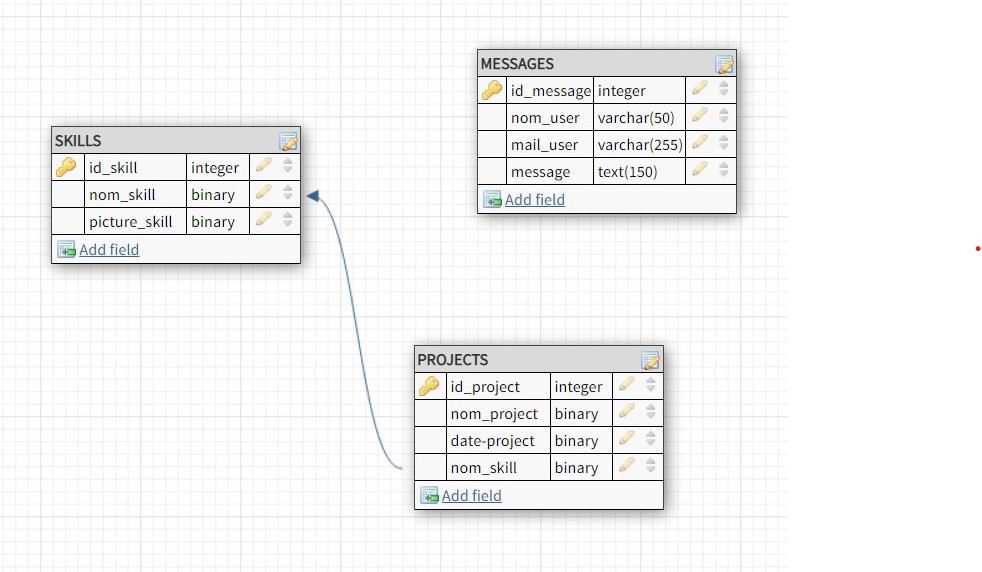 SKILLS
id_skill integer
nom_skill binary
picture_skill binary
Add field
MESSAGES
id_message integer
nom_user varchar(50)
mail_user varchar(255)
message text(150)
Add field
PROJECTS
id_project integer
nom_project binary
date-project binary
nom_skill binary
Add field